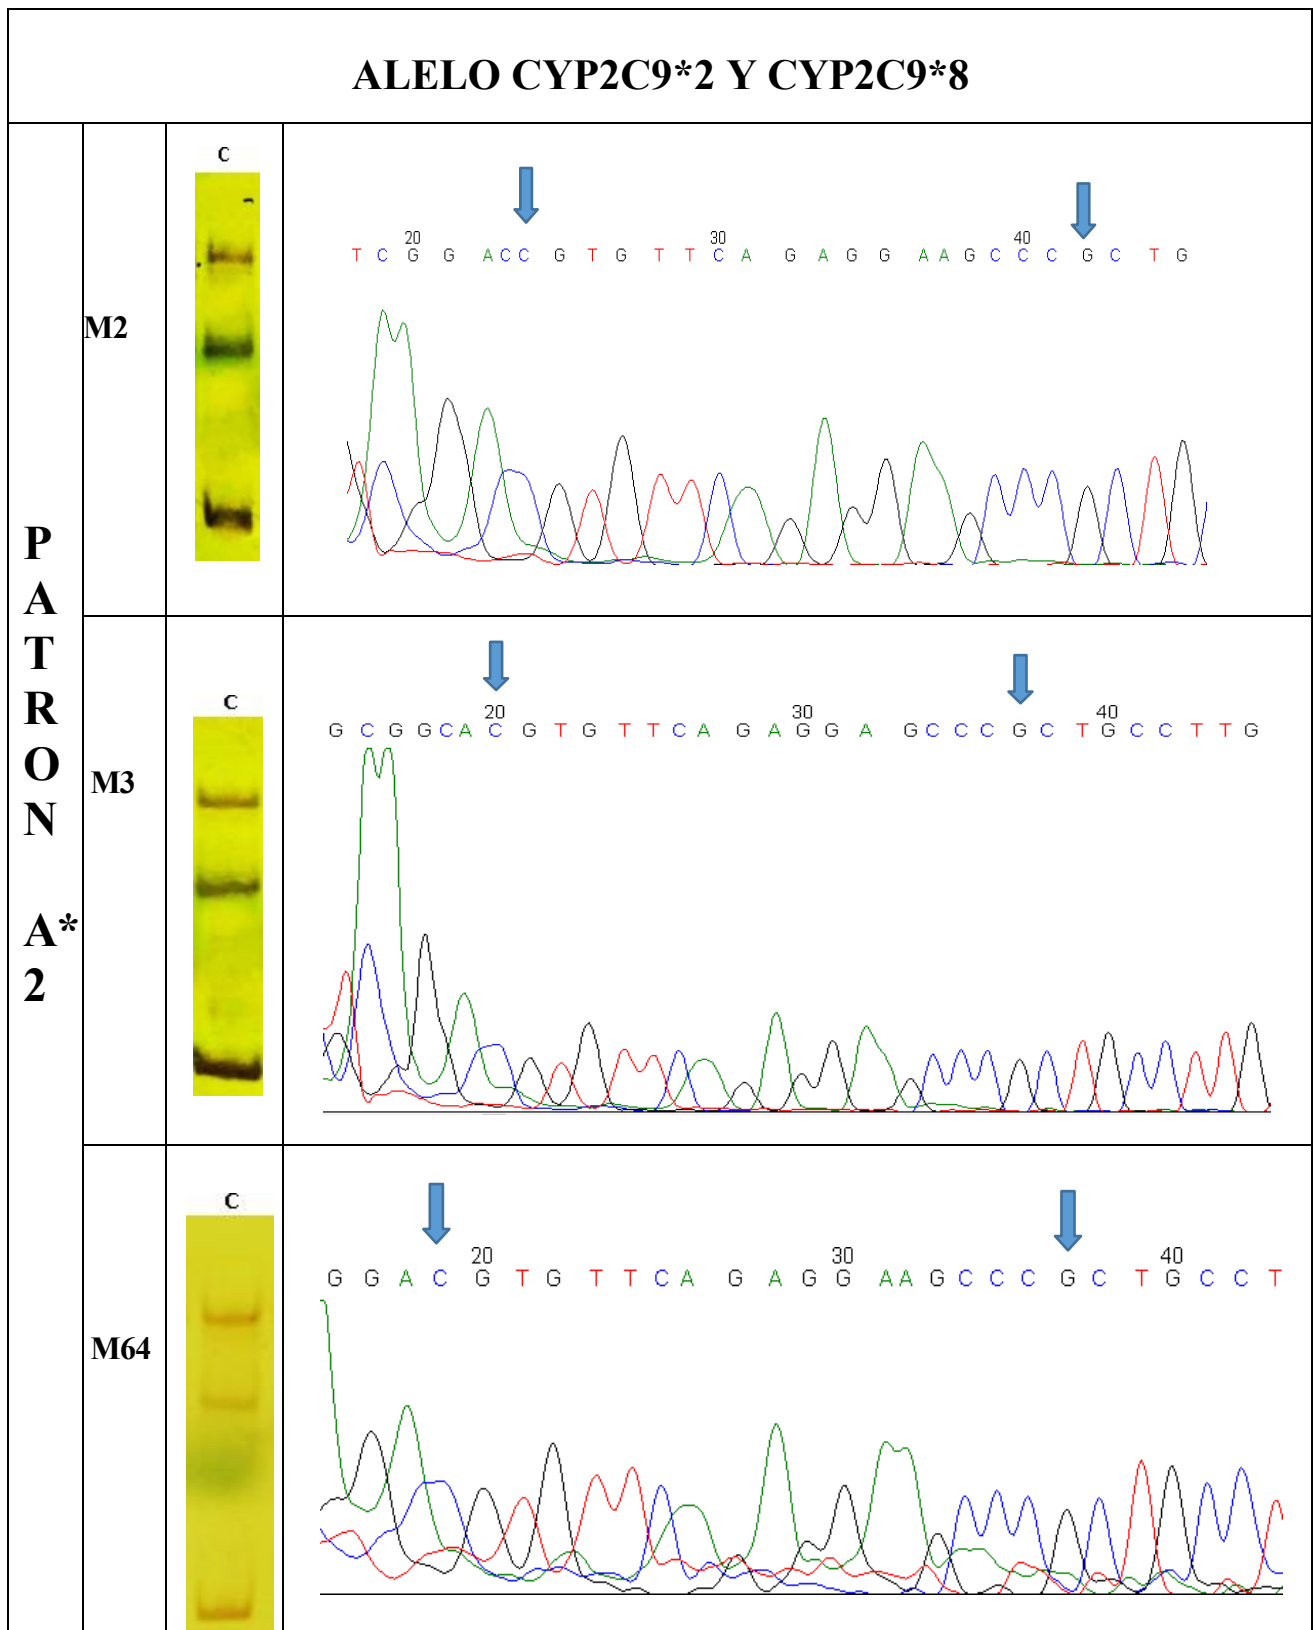 ALELO CYP2C9*2 Y CYP2C9*8
P
A
T
R
O
N
A*
2
M2
C
20 30 40
T C G G A C C G T G T T C A G A G G A A G C C C G C T G
M3
C
20 30 40
G C G G C A C G T G T T C A G A G G A G C C C G C T G C C T T G
M64
C
20 30 40
G G A C G T G T T C A G A G G A A G C C C G C T G C C T